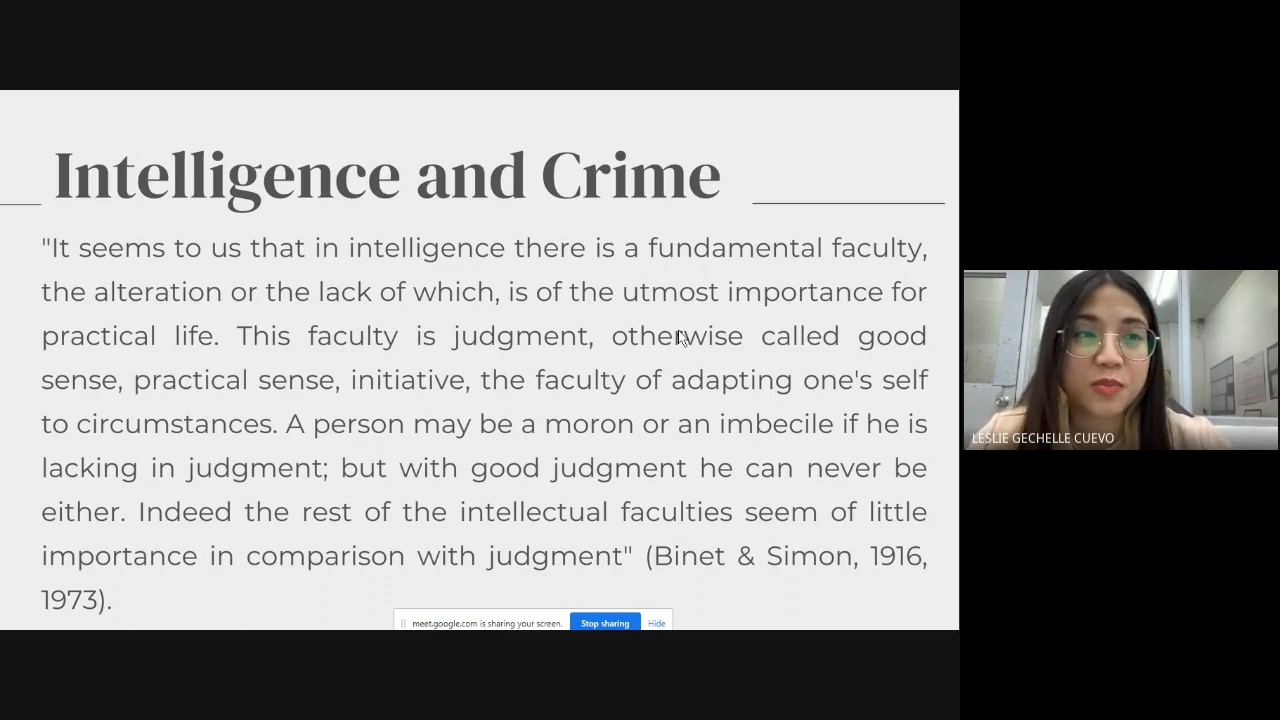 Intelligence and Crime
"It seems to us that in intelligence there is a fundamental faculty,
the alteration or the lack of which, is of the utmost importance for
practical life. This faculty is judgment, otherwise called good
sense, practical sense, initiative, the faculty of adapting one's self
to circumstances. A person may be a moron or an imbecile if he is
lacking in judgment; but with good judgment he can never be
either. Indeed the rest of the intellectual faculties seem of little
importance in comparison with judgment" (Binet & Simon, 1916,
1973).
meet.google.com is sharing your screen. Stop sharing Hide
LESLIE GECHELLE CUEVO